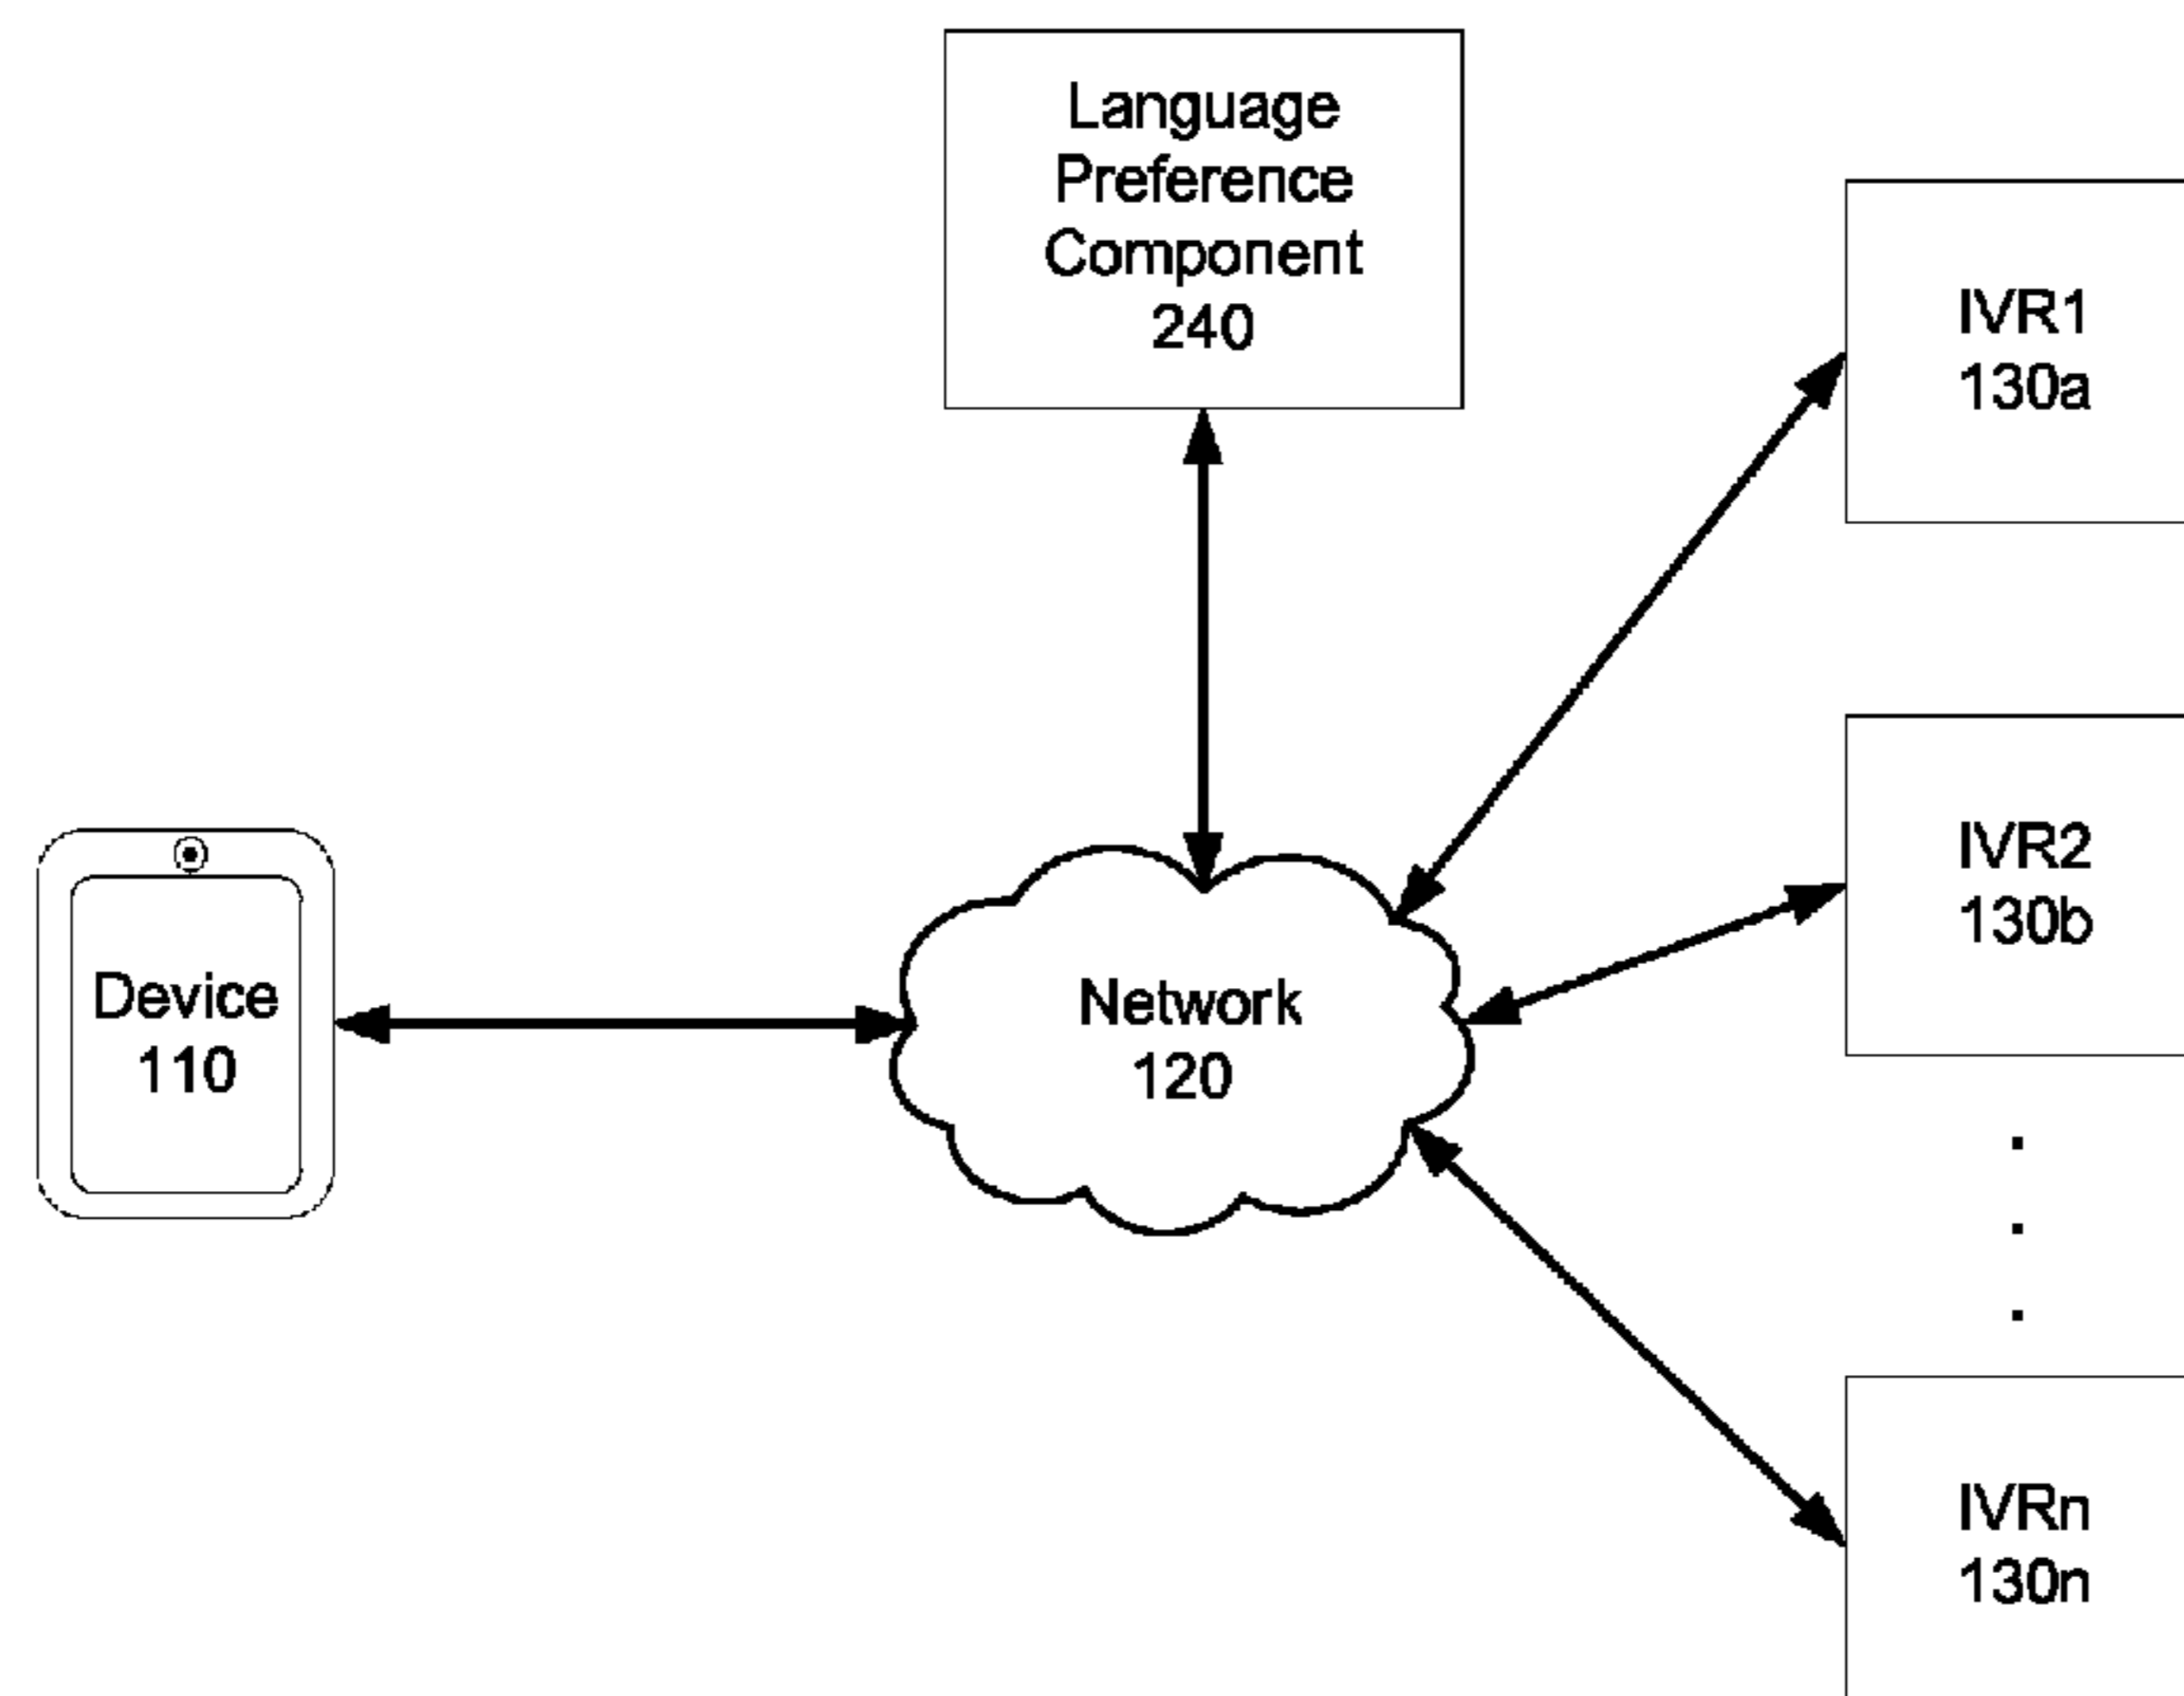 Language
Preference
Component
240
IVR1
130a
IVR2
130b
Device
110
Network
120
.
.
.
IVRn
130n